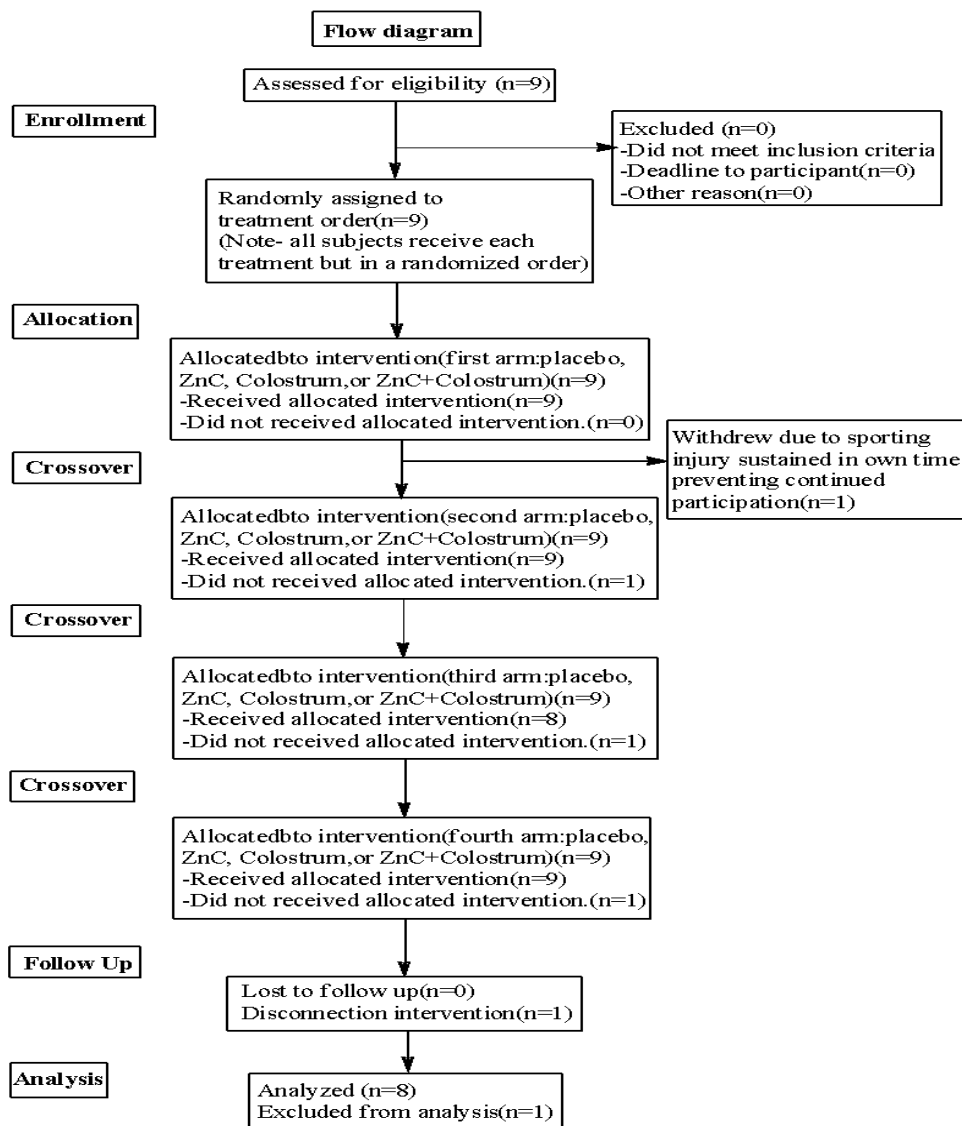 Flow diagram
Assessed for eligibility (n=9)
Enrollment
Excluded (n=0)
-Did not meet inclusion criteria
-Deadline to participant(n=0)
-Other reason(n=0)
Randomly assigned to
treatment order(n=9)
(Note- all subjects receive each
treatment but in a randomized order)
Allocation
Allocatedbto intervention(first arm:placebo,
ZnC, Colostrum,or ZnC+Colostrum)(n=9)
-Received allocated intervention(n=9)
-Did not received allocated intervention.(n=0)
Crossover
Withdrew due to sporting
injury sustained in own time
preventing continued
participation(n=1)
Allocatedbto intervention(second arm:placebo,
ZnC, Colostrum,or ZnC+Colostrum)(n=9)
-Received allocated intervention(n=9)
-Did not received allocated intervention.(n=1)
Crossover
Allocatedbto intervention(third arm:placebo,
ZnC, Colostrum,or ZnC+Colostrum)(n=9)
-Received allocated intervention(n=8)
-Did not received allocated intervention.(n=1)
Crossover
Allocatedbto intervention(fourth arm:placebo,
ZnC, Colostrum,or ZnC+Colostrum)(n=9)
-Received allocated intervention(n=9)
-Did not received allocated intervention.(n=1)
Follow Up
Lost to follow up(n=0)
Disconnection intervention(n=1)
Analysis
Analyzed (n=8)
Excluded from analysis(n=1)